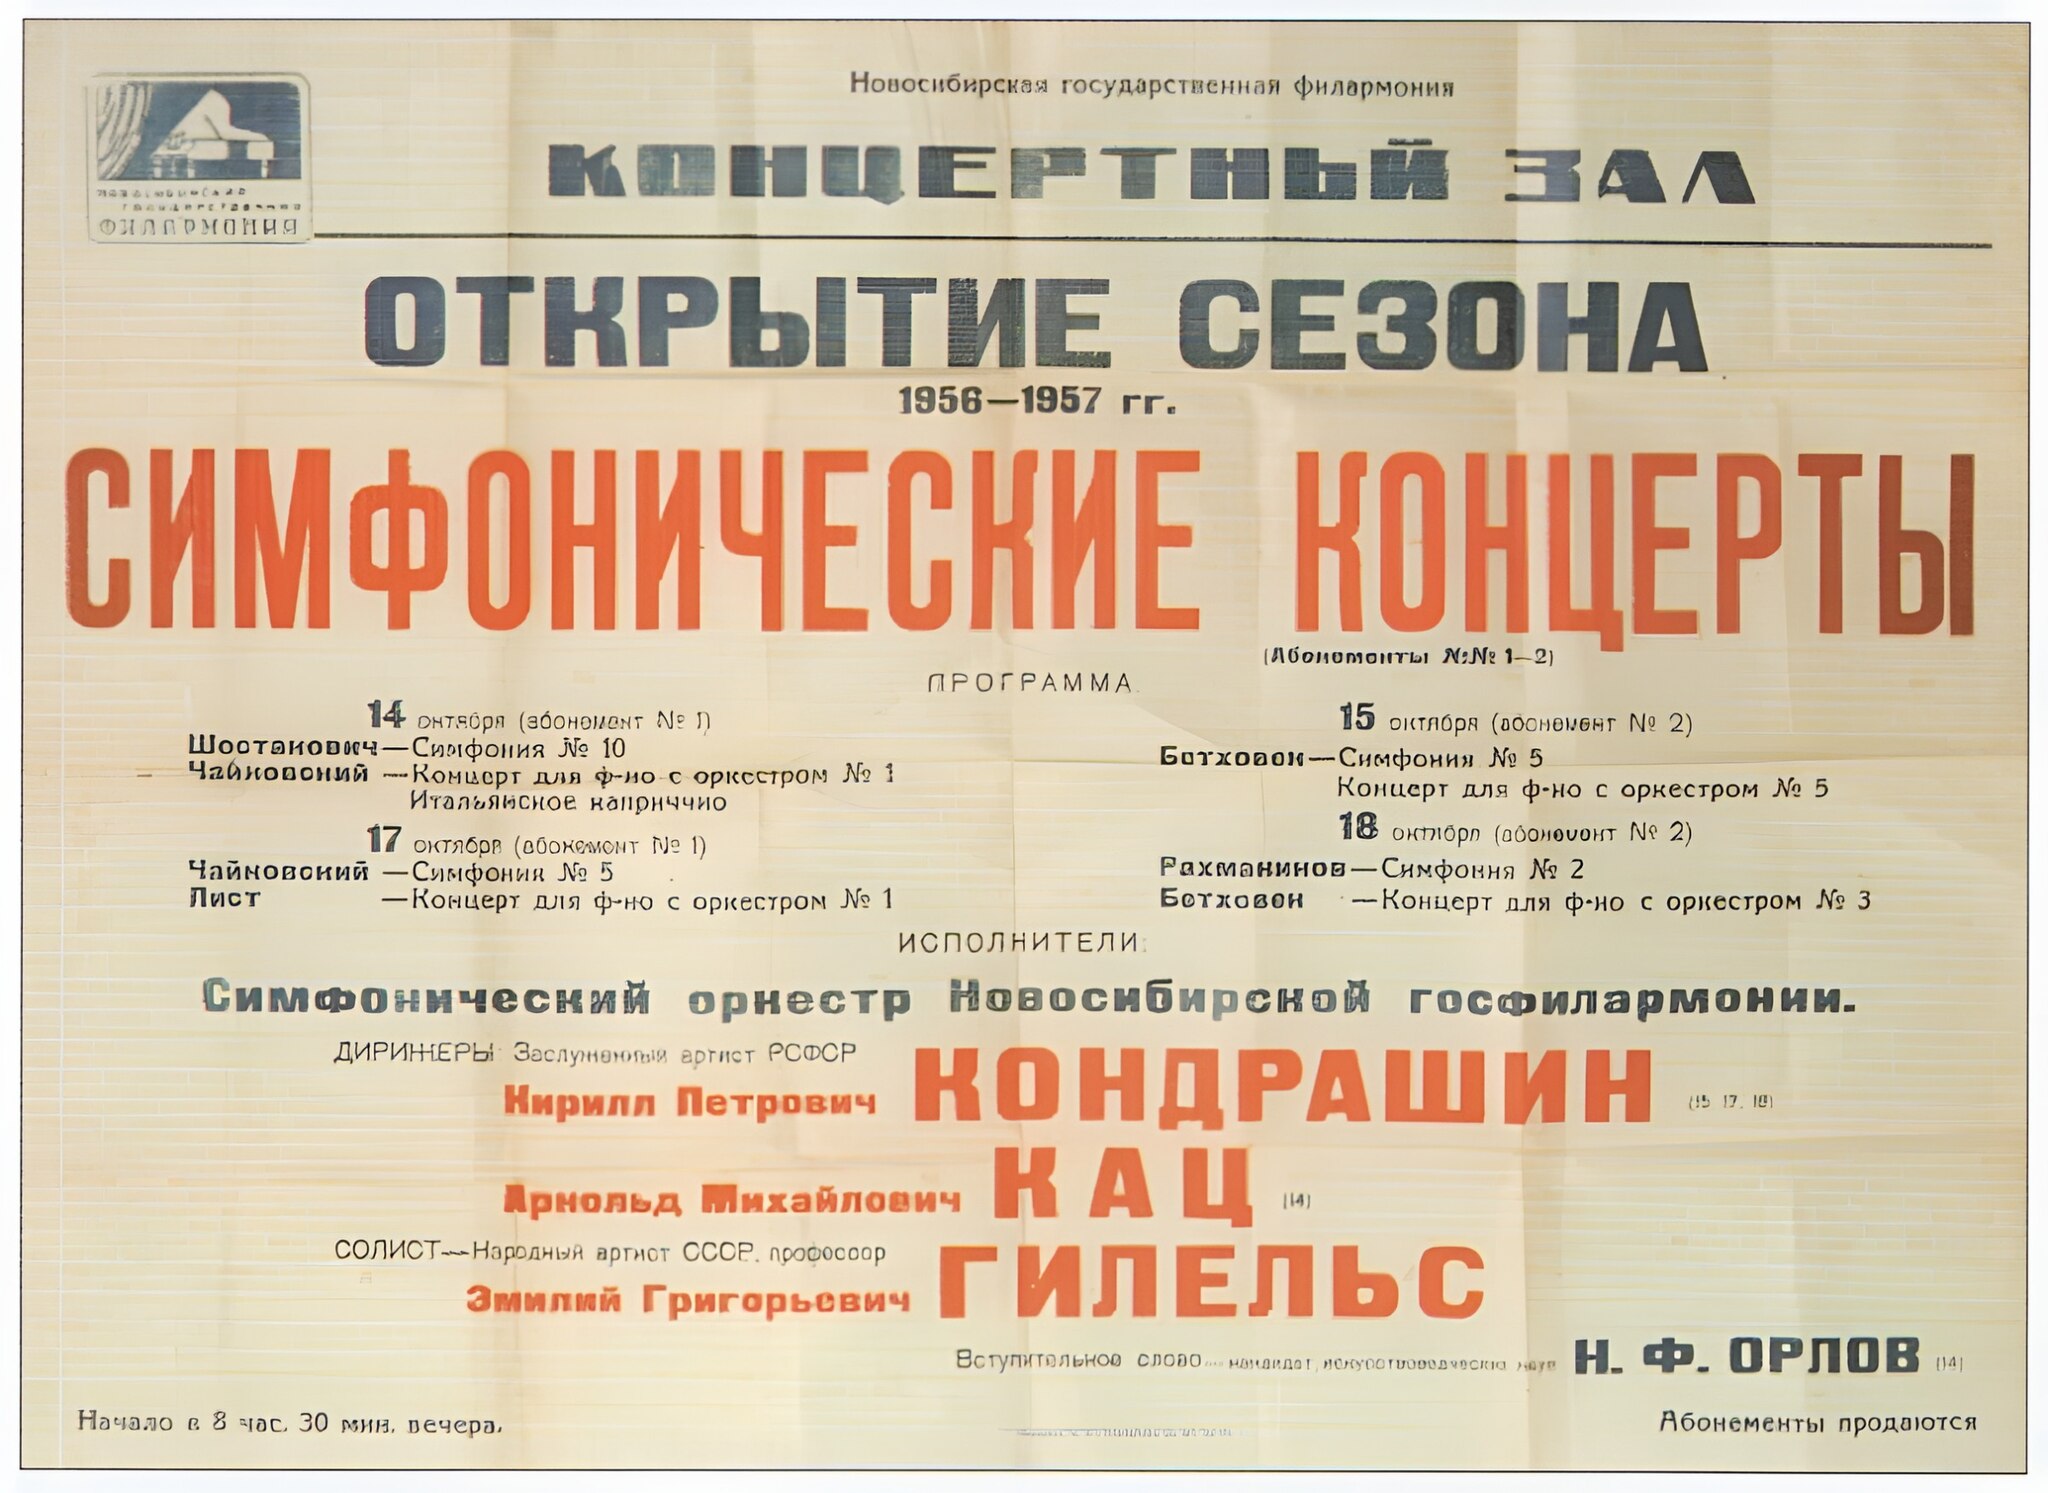 Новосибирская государственная филармония
КОНЦЕРТНЫЙ ЗАЛ
НОВОСИБИРСКАЯ
ГОСУДАРСТВЕННАЯ
ФИЛАРМОНИЯ
ОТКРЫТИЕ СЕЗОНА
1956—1957 гг.
СИМФОНИЧЕСКИЕ КОНЦЕРТЫ
(Абонементы №№ 1—2)
ПРОГРАММА
14 октября (абонемент № 1)
Шостакович—Симфония № 10
Чайковский —Концерт для ф-но с оркестром № 1
Итальянское каприччио
17 октября (абонемент № 1)
Чайковский —Симфония № 5
Лист —Концерт для ф-но с оркестром № 1
15 октября (абонемент № 2)
Бетховен—Симфония № 5
Концерт для ф-но с оркестром № 5
18 октября (абонемент № 2)
Рахманинов—Симфония № 2
Бетховен —Концерт для ф-но с оркестром № 3
ИСПОЛНИТЕЛИ:
Симфонический оркестр Новосибирской госфилармонии.
ДИРИЖЕРЫ: Заслуженный артист РСФСР
Кирилл Петрович КОНДРАШИН (15, 17, 18)
Арнольд Михайлович КАЦ (14)
СОЛИСТ—Народный артист СССР, профессор
Эмилий Григорьевич ГИЛЕЛЬС
Вступительное слово— кандидат искусствоведческих наук Н. Ф. ОРЛОВ (14)
Начало в 8 час. 30 мин. вечера.
Абонементы продаются